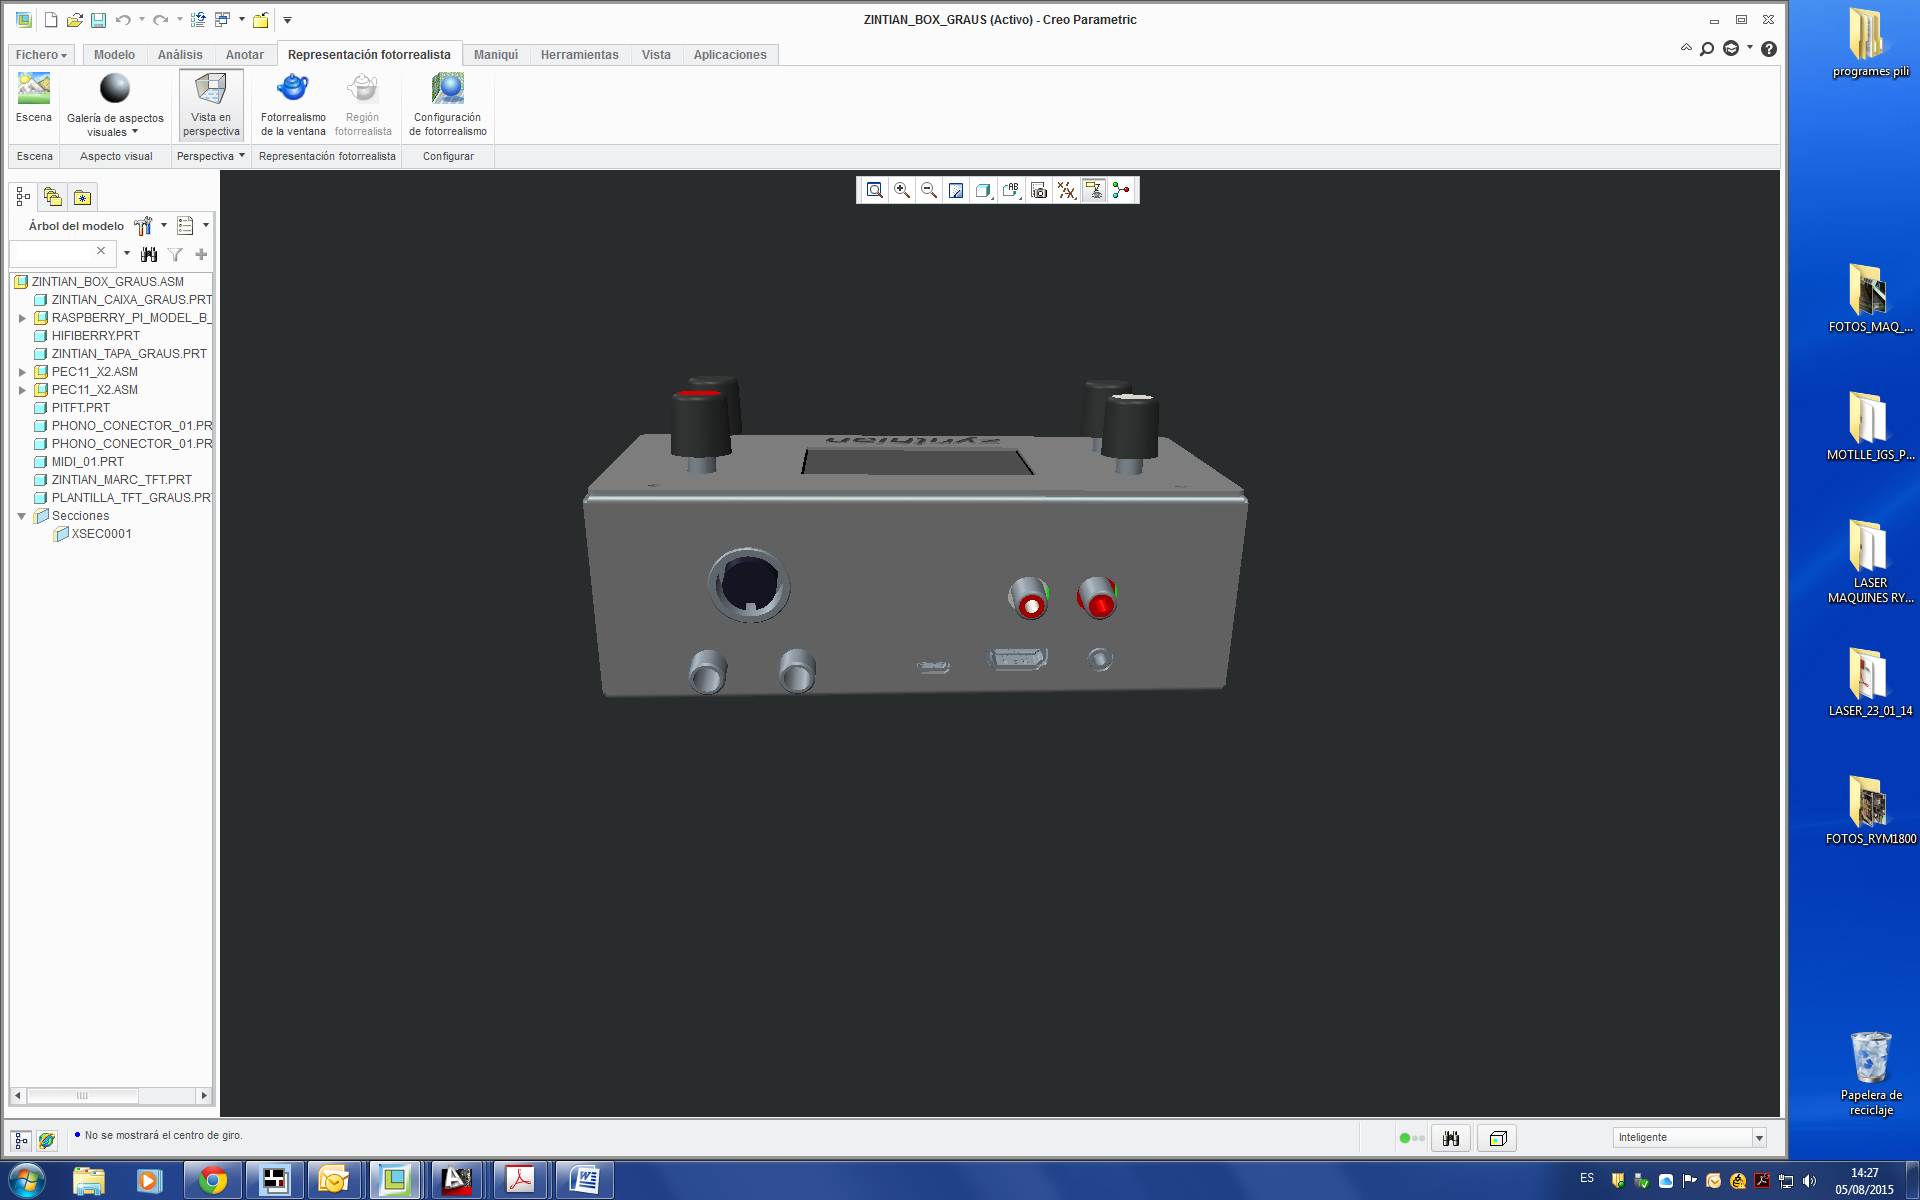 ZINTIAN_BOX_GRAUS (Activo) - Creo Parametric
Fichero
Modelo
Análisis
Anotar
Representación fotorrealista
Maniquí
Herramientas
Vista
Aplicaciones
Escena
Galería de aspectos
visuales
Vista en
perspectiva
Fotorrealismo
de la ventana
Región
fotorrealista
Configuración
de fotorrealismo
Escena
Aspecto visual
Perspectiva
Representación fotorrealista
Configurar
Árbol del modelo
ZINTIAN_BOX_GRAUS.ASM
ZINTIAN_CAIXA_GRAUS.PRT
RASPBERRY_PI_MODEL_B_
HIFIBERRY.PRT
ZINTIAN_TAPA_GRAUS.PRT
PEC11_X2.ASM
PEC11_X2.ASM
PITFT.PRT
PHONO_CONECTOR_01.PR
PHONO_CONECTOR_01.PR
MIDI_01.PRT
ZINTIAN_MARC_TFT.PRT
PLANTILLA_TFT_GRAUS.PR
Secciones
XSEC0001
zynthian
No se mostrará el centro de giro.
Inteligente
programes pili
FOTOS_MAQ_...
MOTLLE_IGS_P...
LASER
MAQUINES RY...
LASER_23_01_14
FOTOS_RYM1800
Papelera de
reciclaje
ES
14:27
05/08/2015